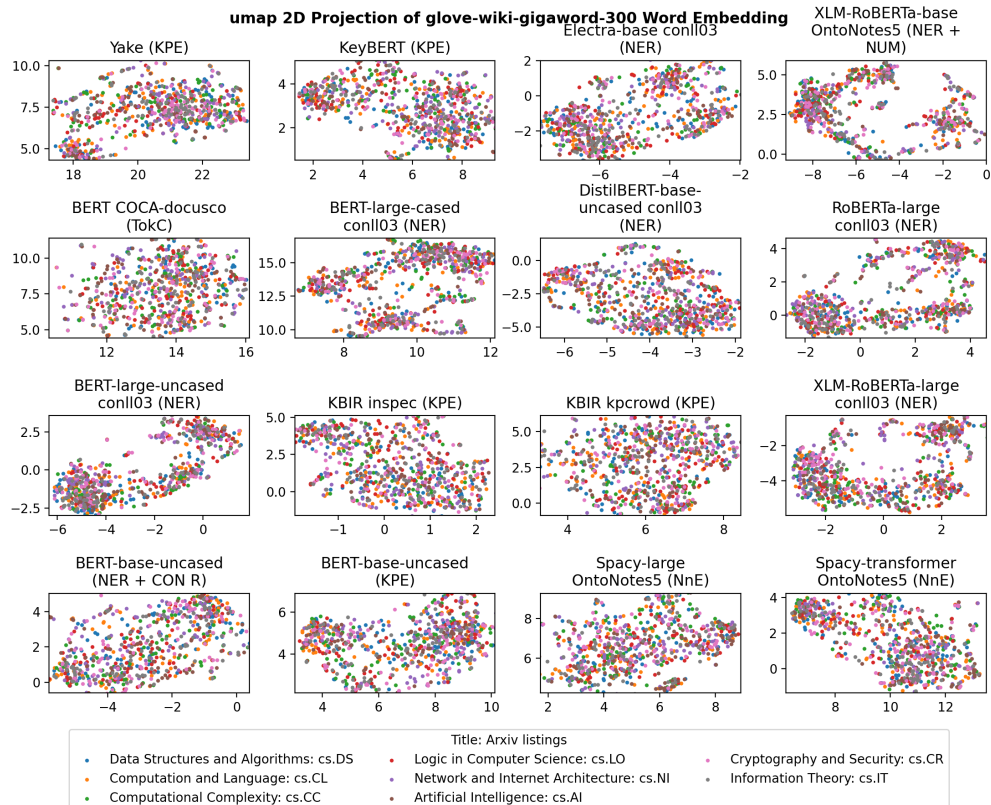 umap 2D Projection of glove-wiki-gigaword-300 Word Embedding
Yake (KPE)
KeyBERT (KPE)
Electra-base conll03
(NER)
XLM-RoBERTa-base
OntoNotes5 (NER +
NUM)
10.0
7.5
5.0
18
20
22
4
2
2
4
6
8
2
0
−2
−6
−4
−2
5.0
2.5
0.0
−8
−6
−4
−2
0
BERT COCA-docusco
(TokC)
BERT-large-cased
conll03 (NER)
DistilBERT-base-
uncased conll03
(NER)
RoBERTa-large
conll03 (NER)
10.0
7.5
5.0
12
14
16
15.0
12.5
10.0
8
10
12
0.0
−2.5
−5.0
−6
−5
−4
−3
−2
4
2
0
−2
0
2
4
BERT-large-uncased
conll03 (NER)
KBIR inspec (KPE)
KBIR kpcrowd (KPE)
XLM-RoBERTa-large
conll03 (NER)
2.5
0.0
−2.5
−6
−4
−2
0
5.0
2.5
0.0
−1
0
1
2
5.0
2.5
0.0
4
6
8
−2
−4
−2
0
2
BERT-base-uncased
(NER + CON R)
BERT-base-uncased
(KPE)
Spacy-large
OntoNotes5 (NnE)
Spacy-transformer
OntoNotes5 (NnE)
4
2
0
−4
−2
0
6
4
4
6
8
10
8
6
2
4
6
8
2
0
8
10
12
Title: Arxiv listings
Data Structures and Algorithms: cs.DS
Computation and Language: cs.CL
Computational Complexity: cs.CC
Logic in Computer Science: cs.LO
Network and Internet Architecture: cs.NI
Artificial Intelligence: cs.AI
Cryptography and Security: cs.CR
Information Theory: cs.IT